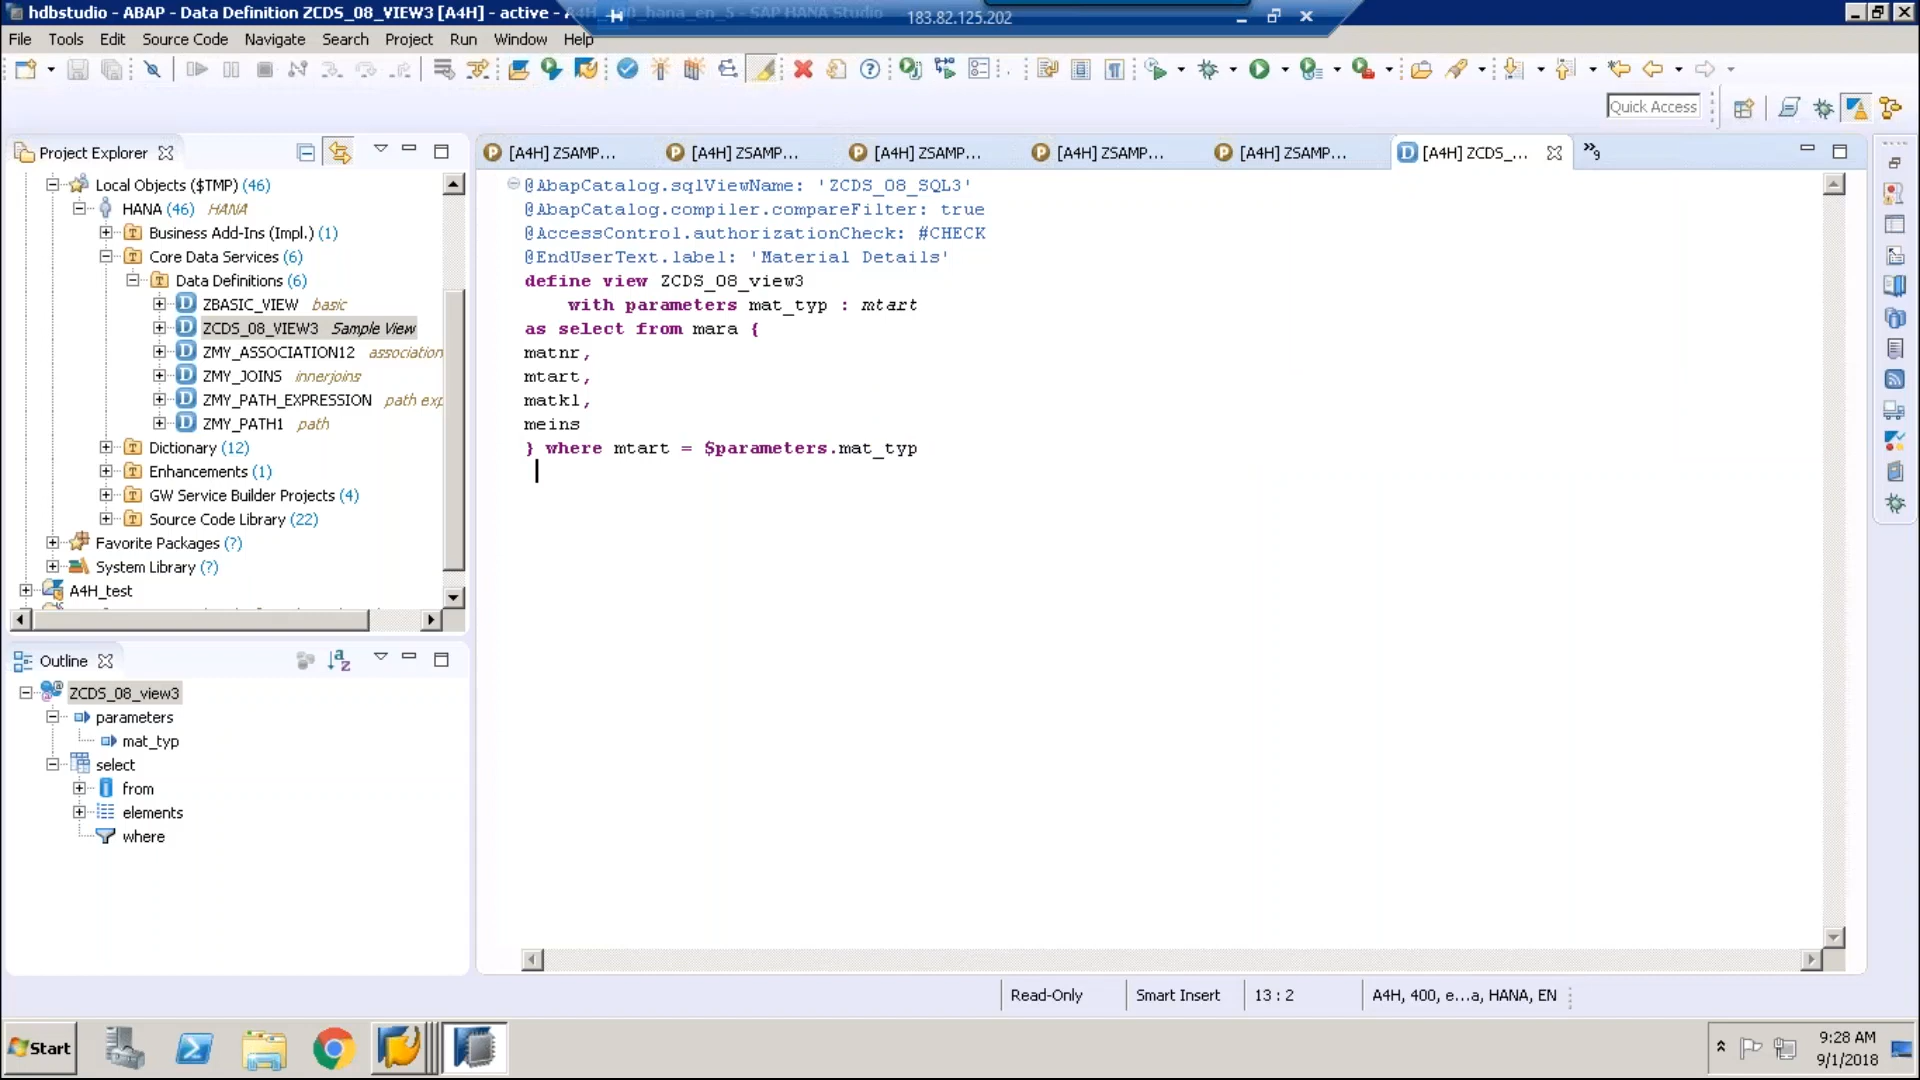 hdbstudio - ABAP - Data Definition ZCDS_08_VIEW3 [A4H] - active - A4H_400_hana_en_5 - SAP HANA Studio
183.82.125.202
File Tools Edit Source Code Navigate Search Project Run Window Help
Quick Access
Project Explorer
[A4H] ZSAMP... [A4H] ZSAMP... [A4H] ZSAMP... [A4H] ZSAMP... [A4H] ZSAMP... [A4H] ZCDS_... »9
Local Objects ($TMP) (46)
HANA (46) HANA
Business Add-Ins (Impl.) (1)
Core Data Services (6)
Data Definitions (6)
ZBASIC_VIEW basic
ZCDS_08_VIEW3 Sample View
ZMY_ASSOCIATION12 association
ZMY_JOINS innerjoins
ZMY_PATH_EXPRESSION path exp
ZMY_PATH1 path
Dictionary (12)
Enhancements (1)
GW Service Builder Projects (4)
Source Code Library (22)
Favorite Packages (?)
System Library (?)
A4H_test
@AbapCatalog.sqlViewName: 'ZCDS_08_SQL3'
@AbapCatalog.compiler.compareFilter: true
@AccessControl.authorizationCheck: #CHECK
@EndUserText.label: 'Material Details'
define view ZCDS_08_view3
with parameters mat_typ : mtart
as select from mara {
matnr,
mtart,
matkl,
meins
} where mtart = $parameters.mat_typ
Outline
ZCDS_08_view3
parameters
mat_typ
select
from
elements
where
Read-Only Smart Insert 13 : 2 A4H, 400, e...a, HANA, EN
Start
9:28 AM
9/1/2018